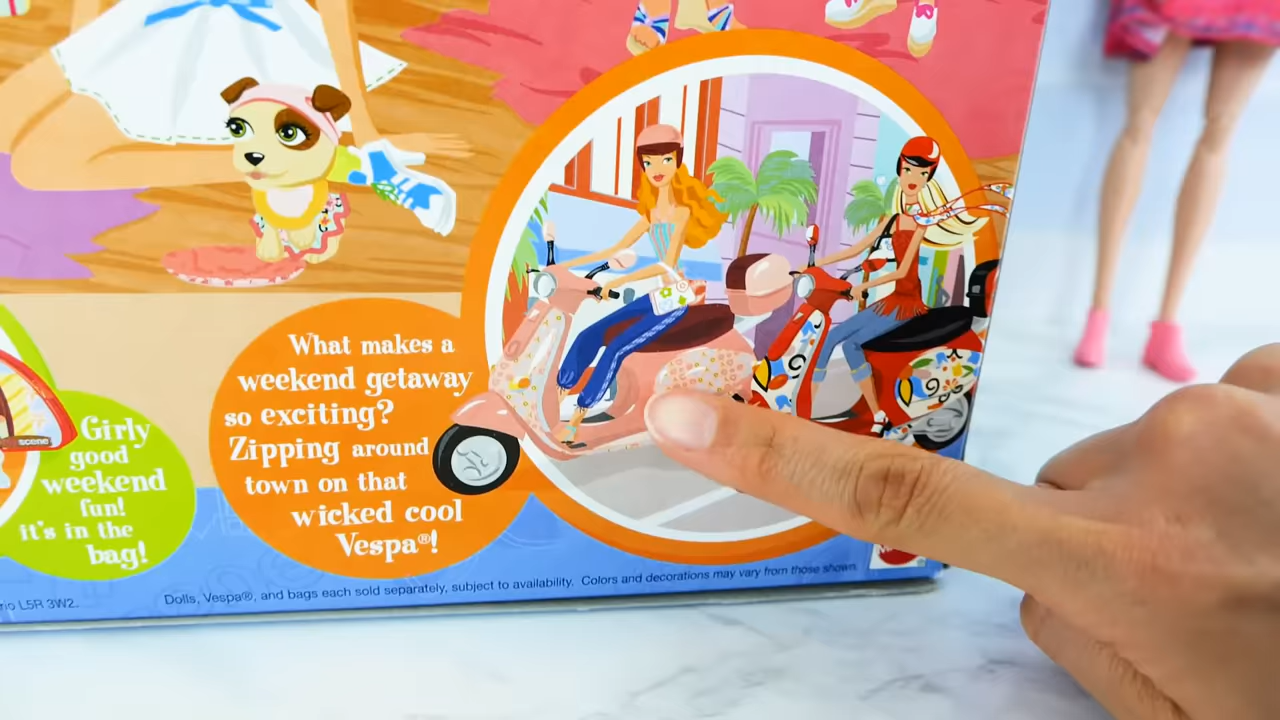 What makes a
weekend getaway
so exciting?
Zipping around
town on that
wicked cool
Vespa®!
scene
Girly
good
weekend
fun!
it's in the
bag!
rio L5R 3W2.
Dolls, Vespa®, and bags each sold separately, subject to availability. Colors and decorations may vary from those shown.